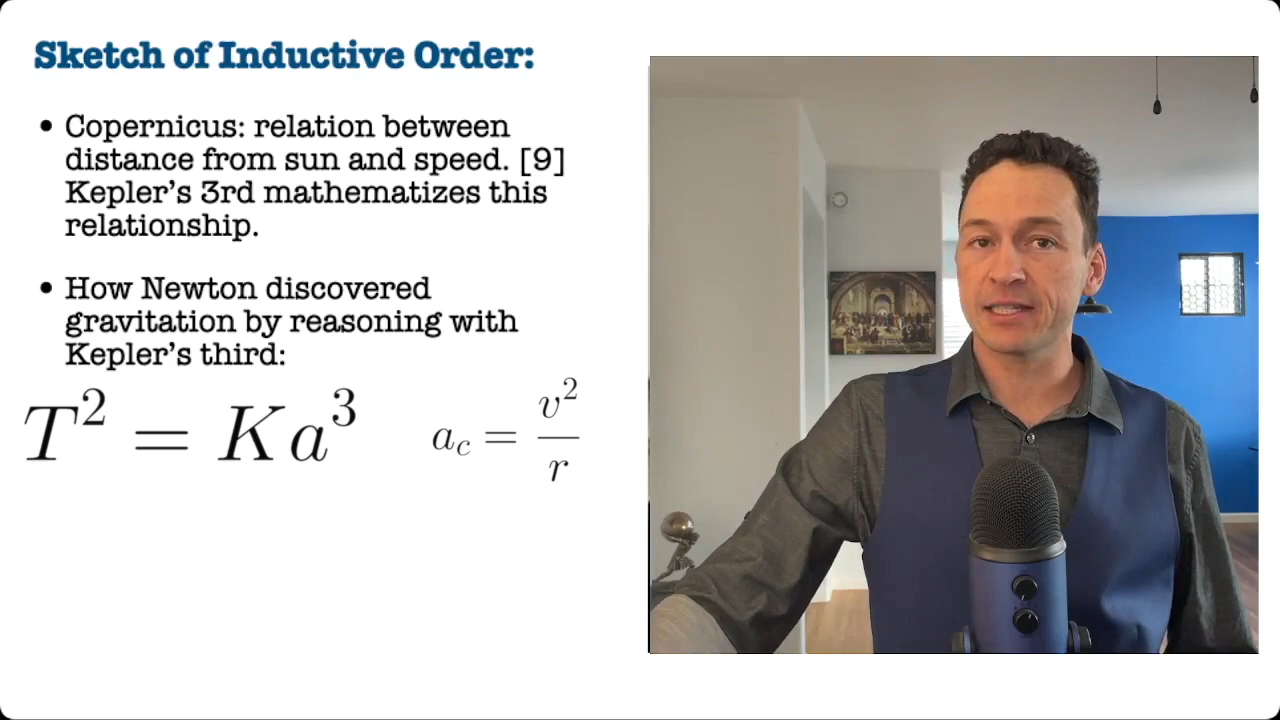 Sketch of Inductive Order:
• Copernicus: relation between
distance from sun and speed. [9]
Kepler’s 3rd mathematizes this
relationship.
• How Newton discovered
gravitation by reasoning with
Kepler’s third:
T² = Ka³    a_c = v²/r